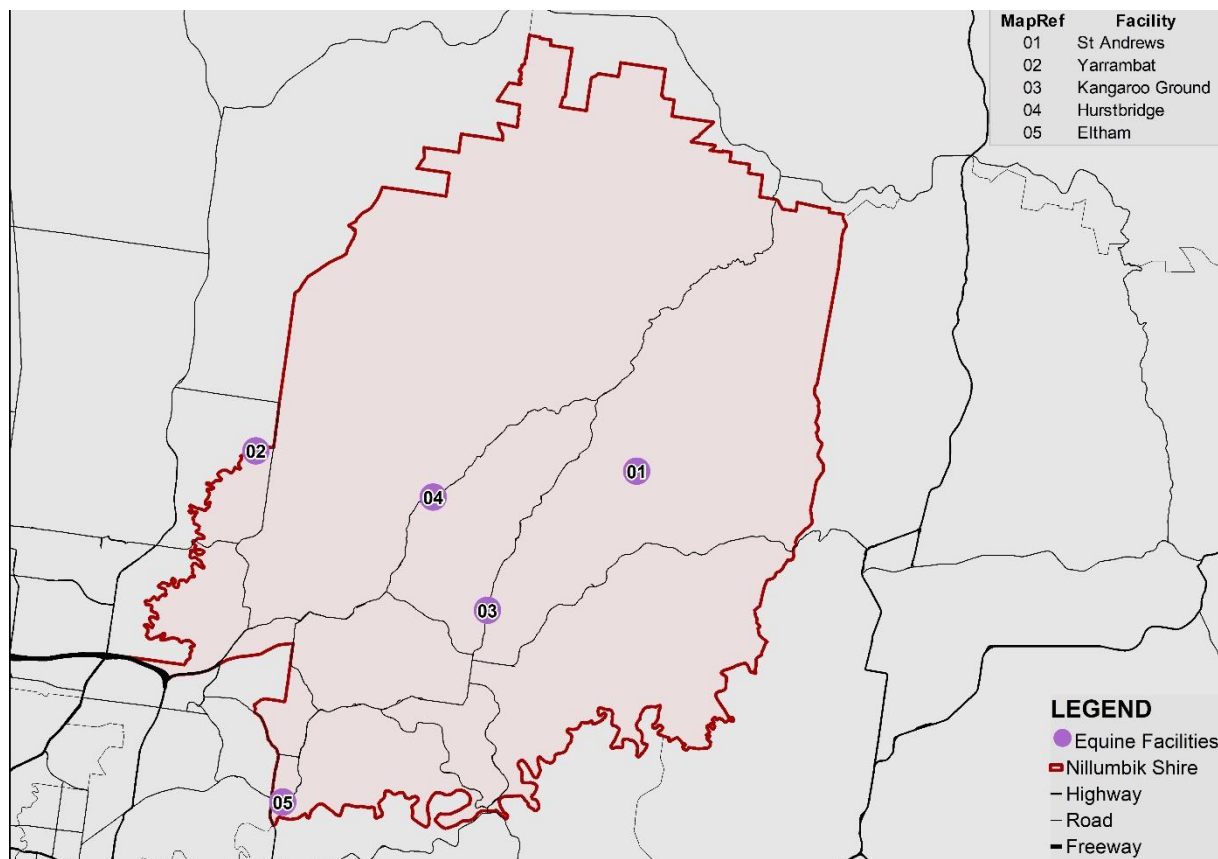 MapRef Facility
01 St Andrews
02 Yarrambat
03 Kangaroo Ground
04 Hurstbridge
05 Eltham
02
01
04
03
05
LEGEND
Equine Facilities
Nillumbik Shire
Highway
Road
Freeway